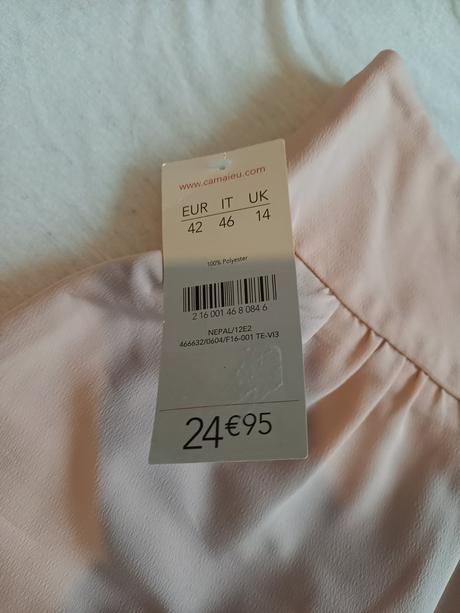 www.camaieu.com
EUR IT UK
42 46 14
100% Polyester
2 16 001 46 8 084 6
NEPAL/12E2
466632/0604/F16-001 TE-VI3
24€95